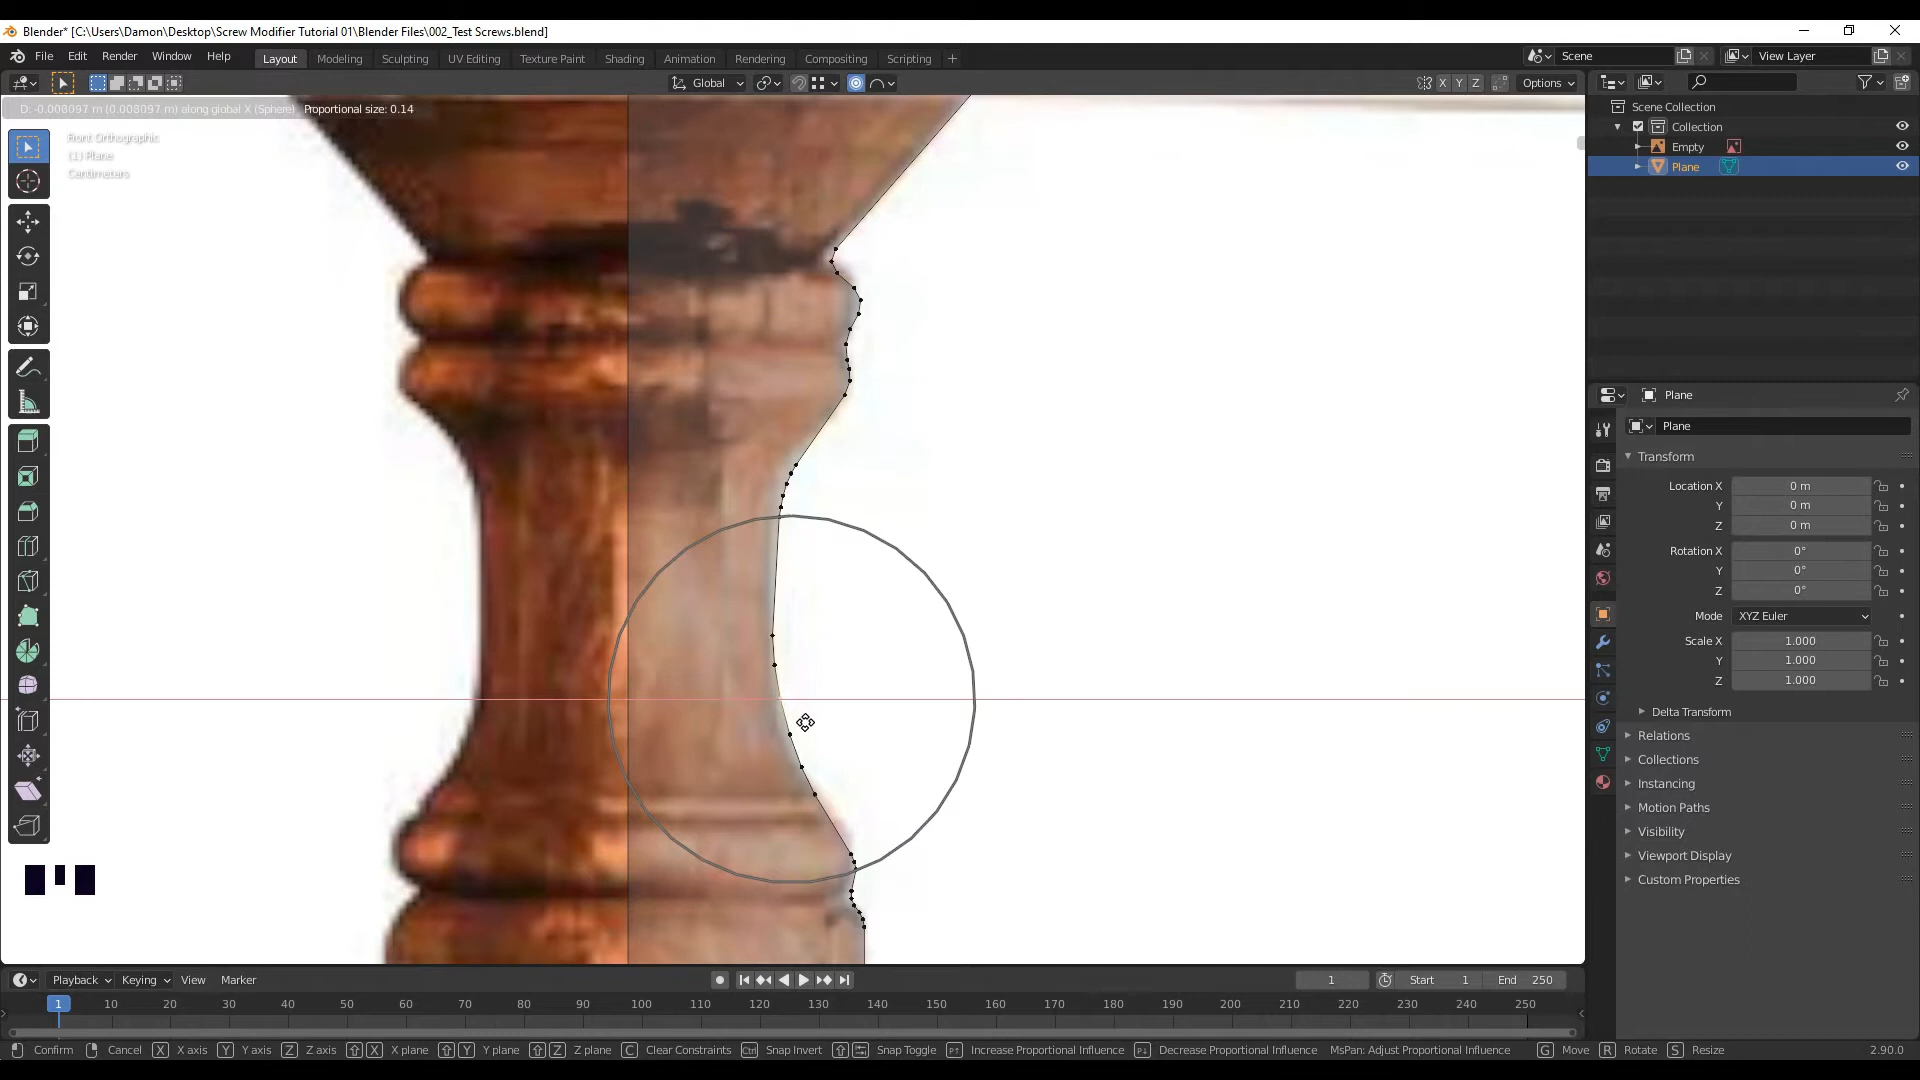 Blender* [C:\Users\Damon\Desktop\Screw Modifier Tutorial 01\Blender Files\002_Test Screws.blend]
File Edit Render Window Help Layout Modeling Sculpting UV Editing Texture Paint Shading Animation Rendering Compositing Scripting + Scene View Layer
Global X Y Z Options
D: -0.008097 m (0.008097 m) along global X (Sphere) Proportional size: 0.14
Front Orthographic
(1) Plane
Centimeters
Scene Collection
Collection
Empty
Plane
Plane
Plane
Transform
Location X 0 m
Y 0 m
Z 0 m
Rotation X 0°
Y 0°
Z 0°
Mode XYZ Euler
Scale X 1.000
Y 1.000
Z 1.000
Delta Transform
Relations
Collections
Instancing
Motion Paths
Visibility
Viewport Display
Custom Properties
Playback Keying View Marker 1 Start 1 End 250
1 10 20 30 40 50 60 70 80 90 100 110 120 130 140 150 160 170 180 190 200 210 220 230 240 250
Confirm Cancel X X axis Y Y axis Z Z axis X X plane Y Y plane Z Z plane C Clear Constraints Ctrl Snap Invert Snap Toggle Increase Proportional Influence Decrease Proportional Influence MsPan: Adjust Proportional Influence G Move R Rotate S Resize 2.90.0